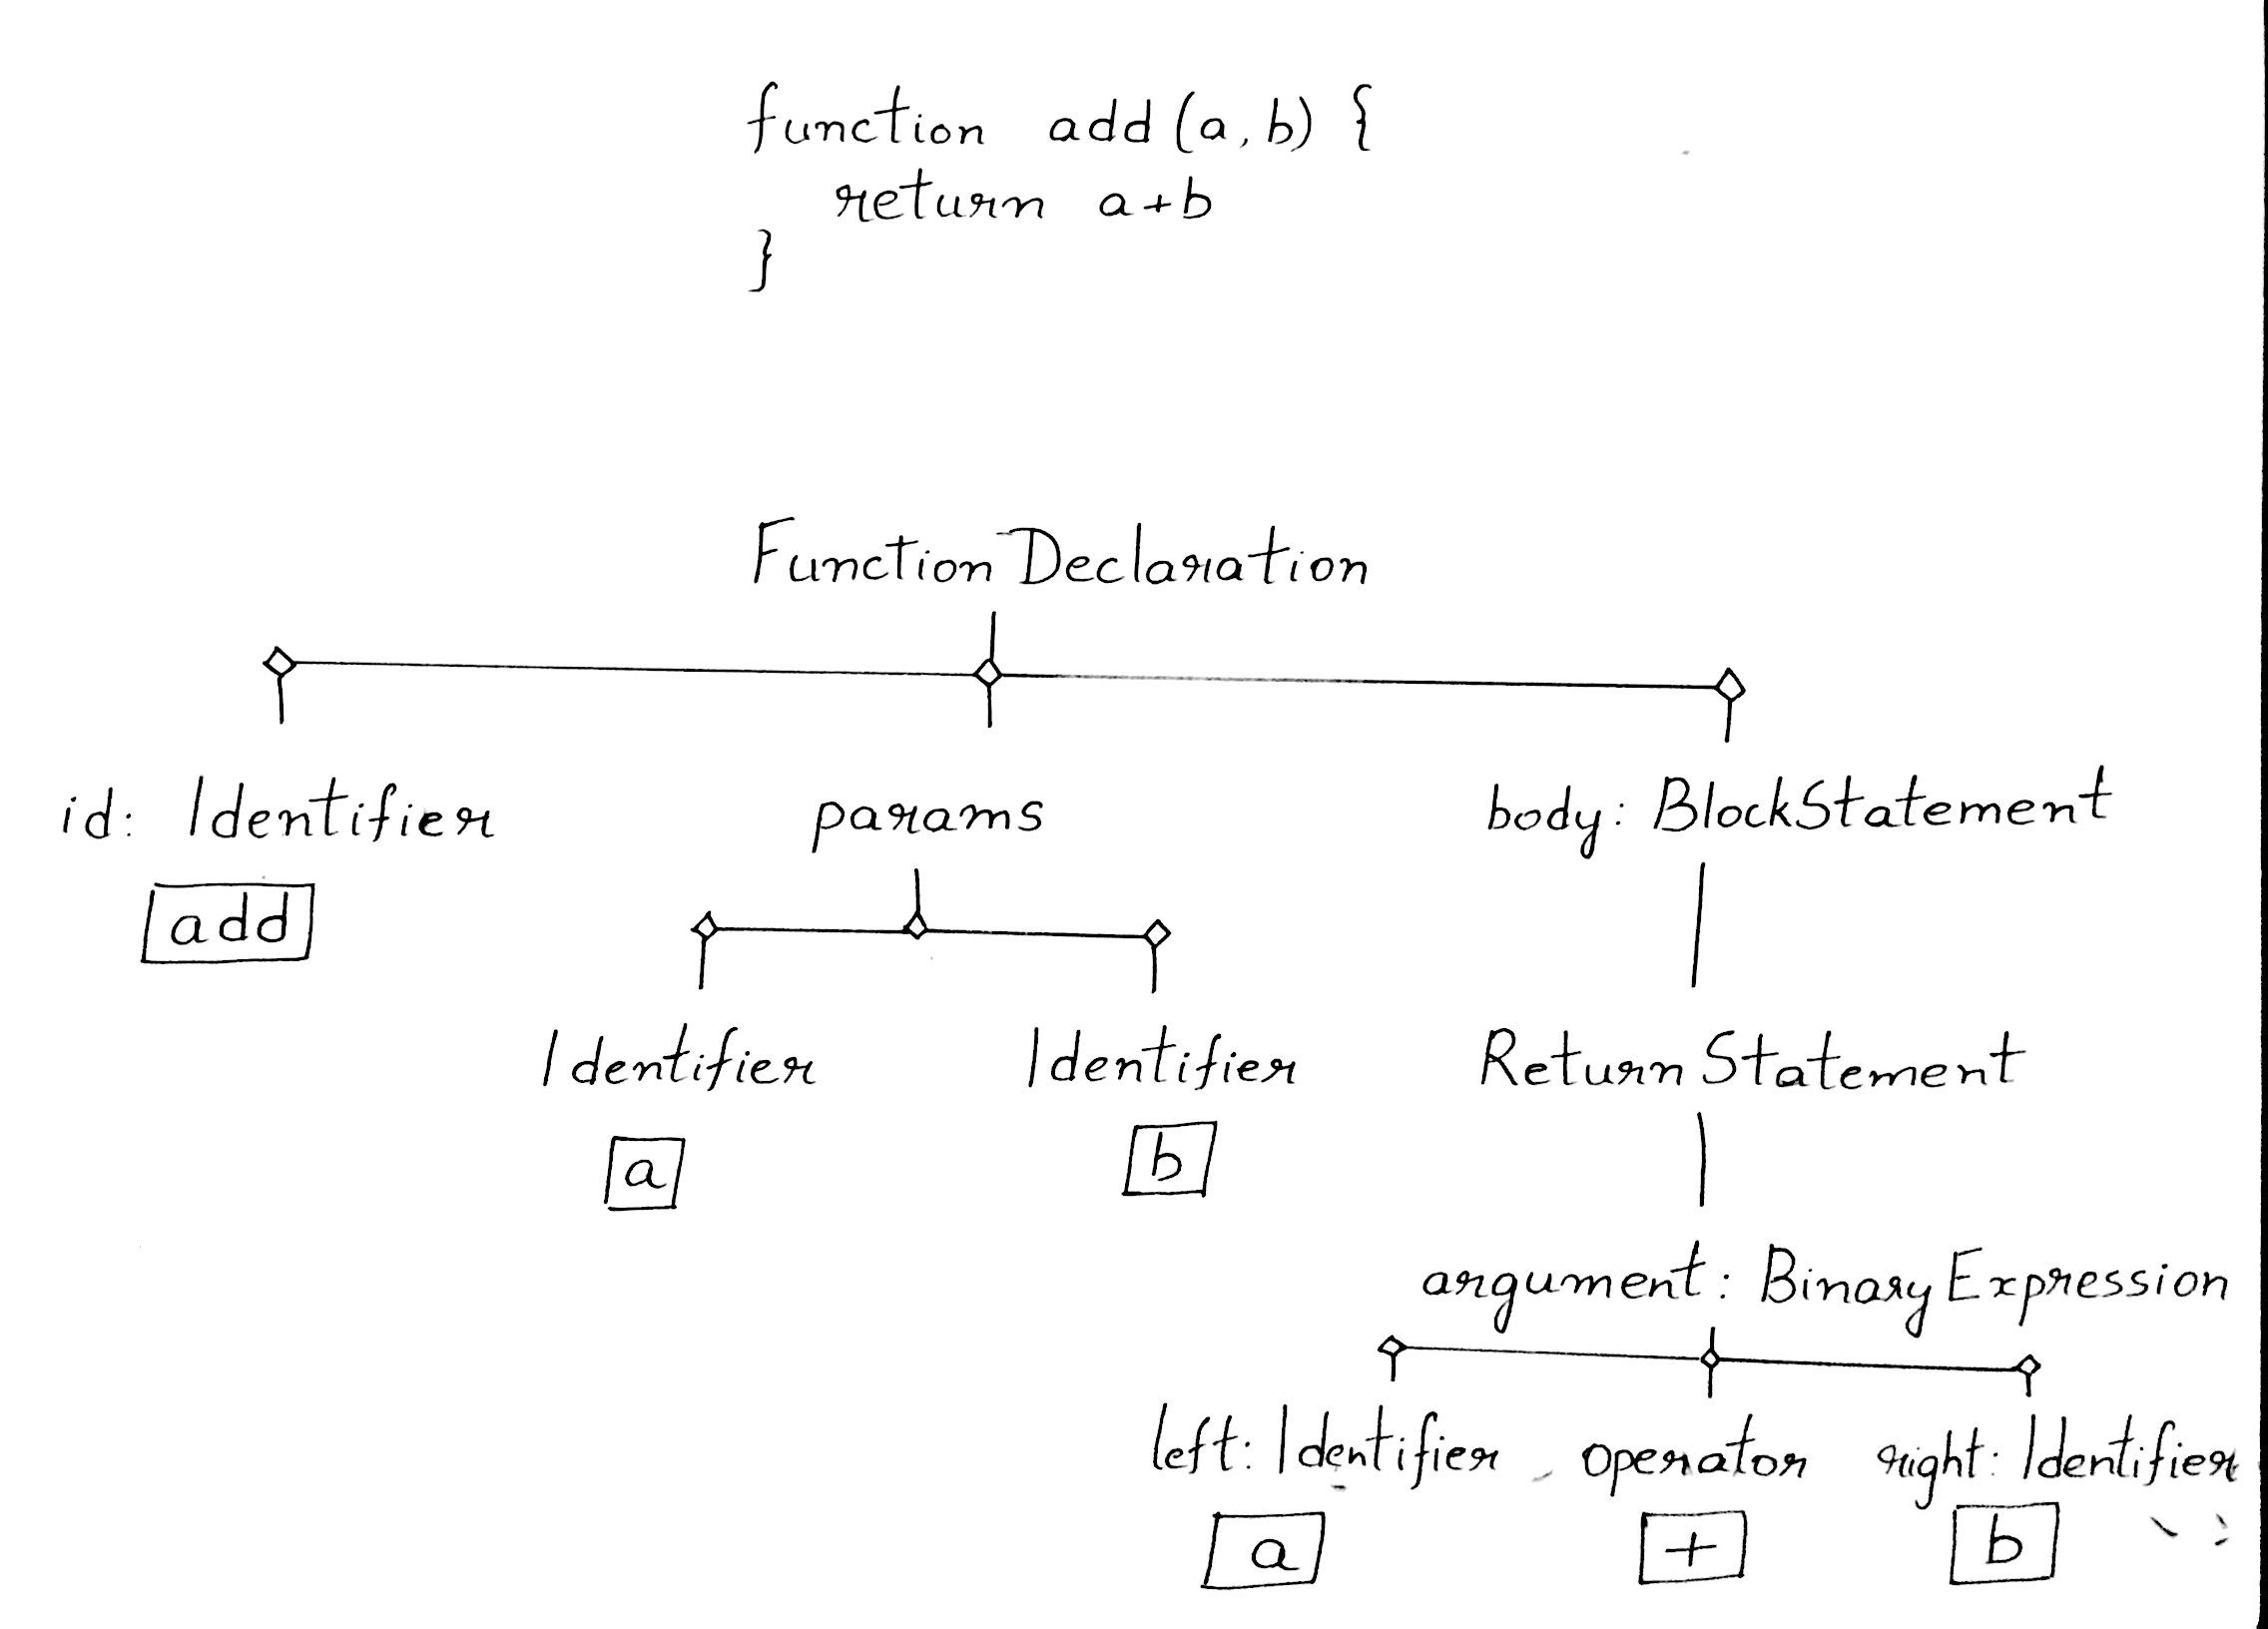 function add(a,b) {
return a+b
}
Function Declaration
id: Identifier params body: BlockStatement
add
Identifier Identifier Return Statement
a b
argument: Binary Expression
left: Identifier operator right: Identifier
a + b